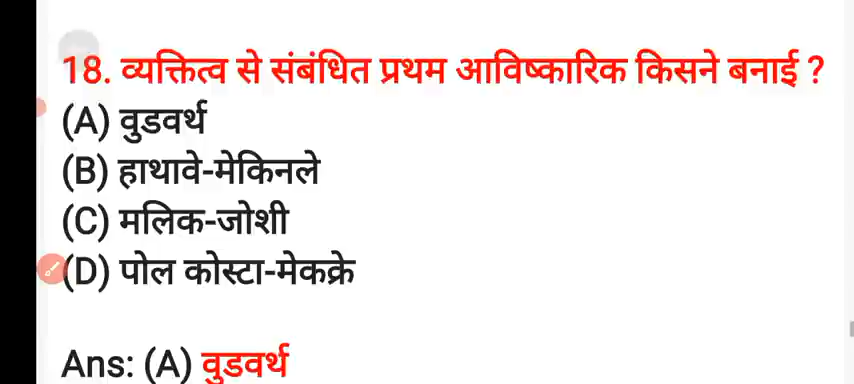 18. व्यक्तित्व से संबंधित प्रथम आविष्कारिक किसने बनाई ?
(A) वुडवर्थ
(B) हाथावे-मेकिनले
(C) मलिक-जोशी
(D) पोल कोस्टा-मेकक्रे
Ans: (A) वुडवर्थ